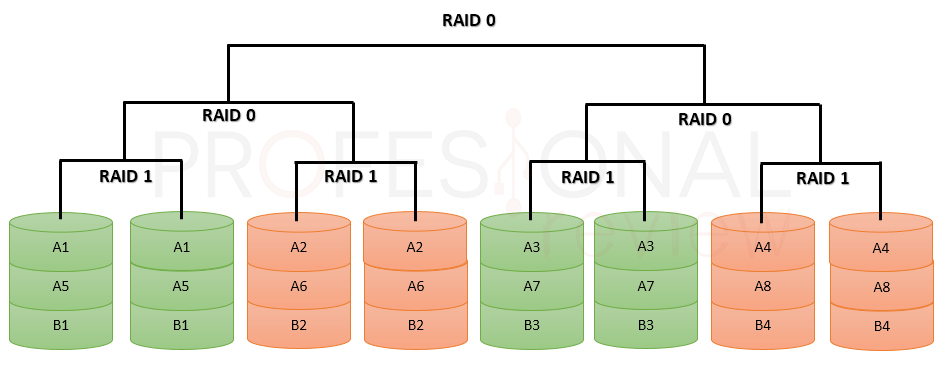 RAID 0
RAID 0
RAID 0
RAID 1
RAID 1
RAID 1
RAID 1
PROFESIONAL
review
A1 A1 A2 A2 A3 A3 A4 A4
A5 A5 A6 A6 A7 A7 A8 A8
B1 B1 B2 B2 B3 B3 B4 B4